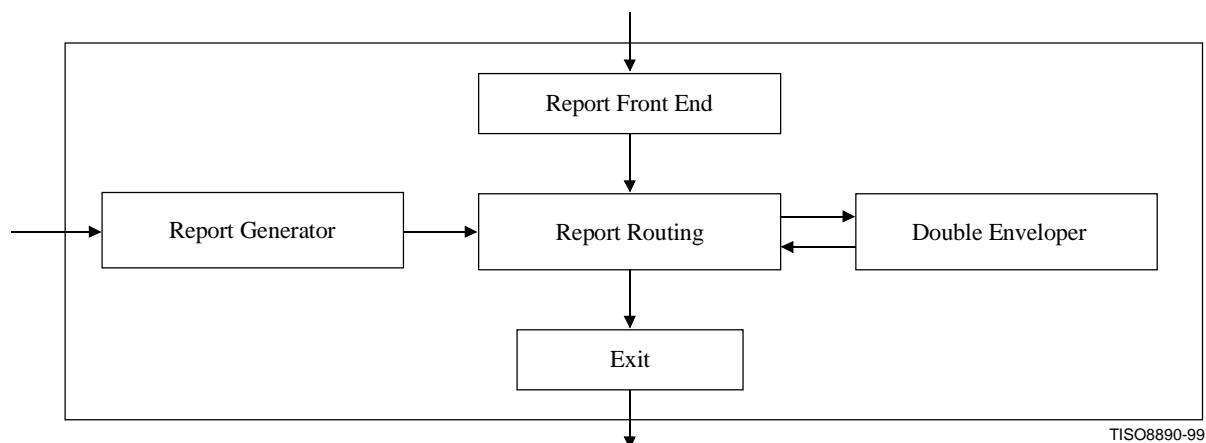 Report Front End
Report Generator
Report Routing
Double Enveloper
Exit
TISO8890-99